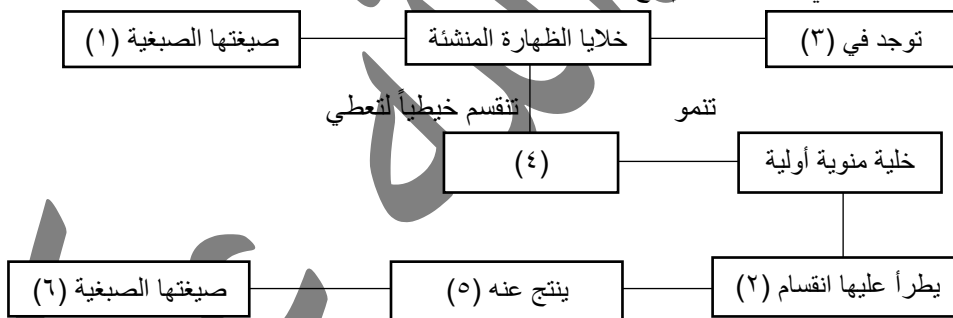 توجد في (٣) خلايا الظهارة المنشئة صيغتها الصبغية (١)
تنمو تنقسم خيطياً لتعطي
خلية منوية أولية (٤)
يطرأ عليها انقسام (٢) ينتج عنه (٥) صيغتها الصبغية (٦)